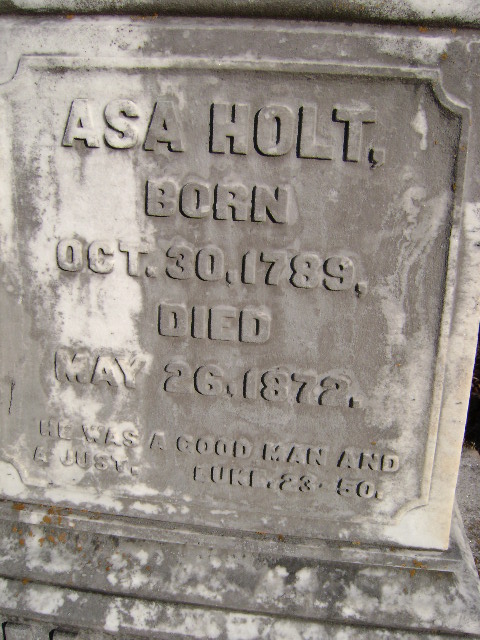 ASA HOLT,
BORN
OCT. 30, 1789,
DIED
MAY 26, 1872.
HE WAS A GOOD MAN AND
A JUST. LUKE. 23-50.